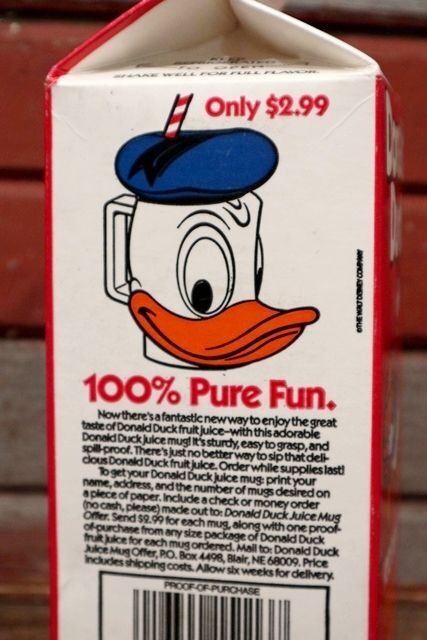 SHAKE WELL FOR FULL FLAVOR.
Only $2.99
©THE WALT DISNEY COMPANY
100% Pure Fun.
Now there's a fantastic new way to enjoy the great
taste of Donald Duck fruit juice–with this adorable
Donald Duck juice mug! It's sturdy, easy to grasp, and
spill-proof. There's just no better way to sip that deli-
cious Donald Duck fruit juice. Order while supplies last!
To get your Donald Duck juice mug: print your
name, address, and the number of mugs desired on
a piece of paper. Include a check or money order
(no cash, please) made out to: Donald Duck Juice Mug
Offer. Send $2.99 for each mug, along with one proof-
of-purchase from any size package of Donald Duck
fruit juice for each mug ordered. Mail to: Donald Duck
Juice Mug Offer, P.O. Box 4498, Blair, NE 68009. Price
includes shipping costs. Allow six weeks for delivery.
PROOF-OF-PURCHASE